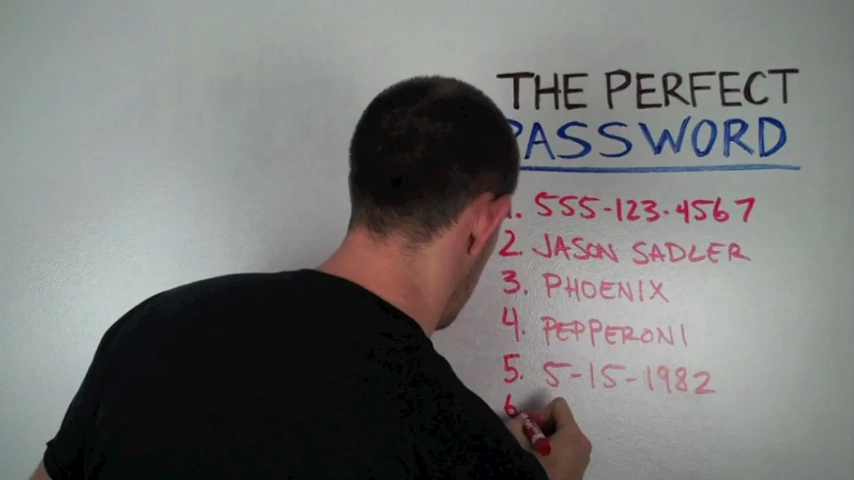 THE PERFECT
PASSWORD
1. 555-123-4567
2. JASON SADLER
3. PHOENIX
4. PEPPERONI
5. 5-15-1982
6